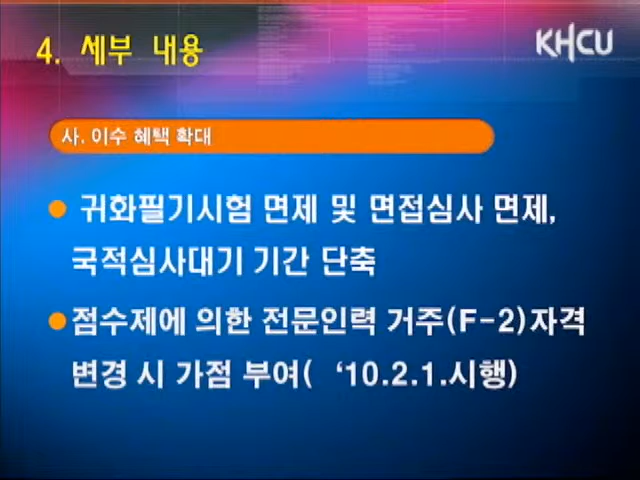 4. 세부 내용
KHCU
사. 이수 혜택 확대
● 귀화필기시험 면제 및 면접심사 면제,
국적심사대기 기간 단축
● 점수제에 의한 전문인력 거주(F-2)자격
변경 시 가점 부여( ‘10.2.1.시행)